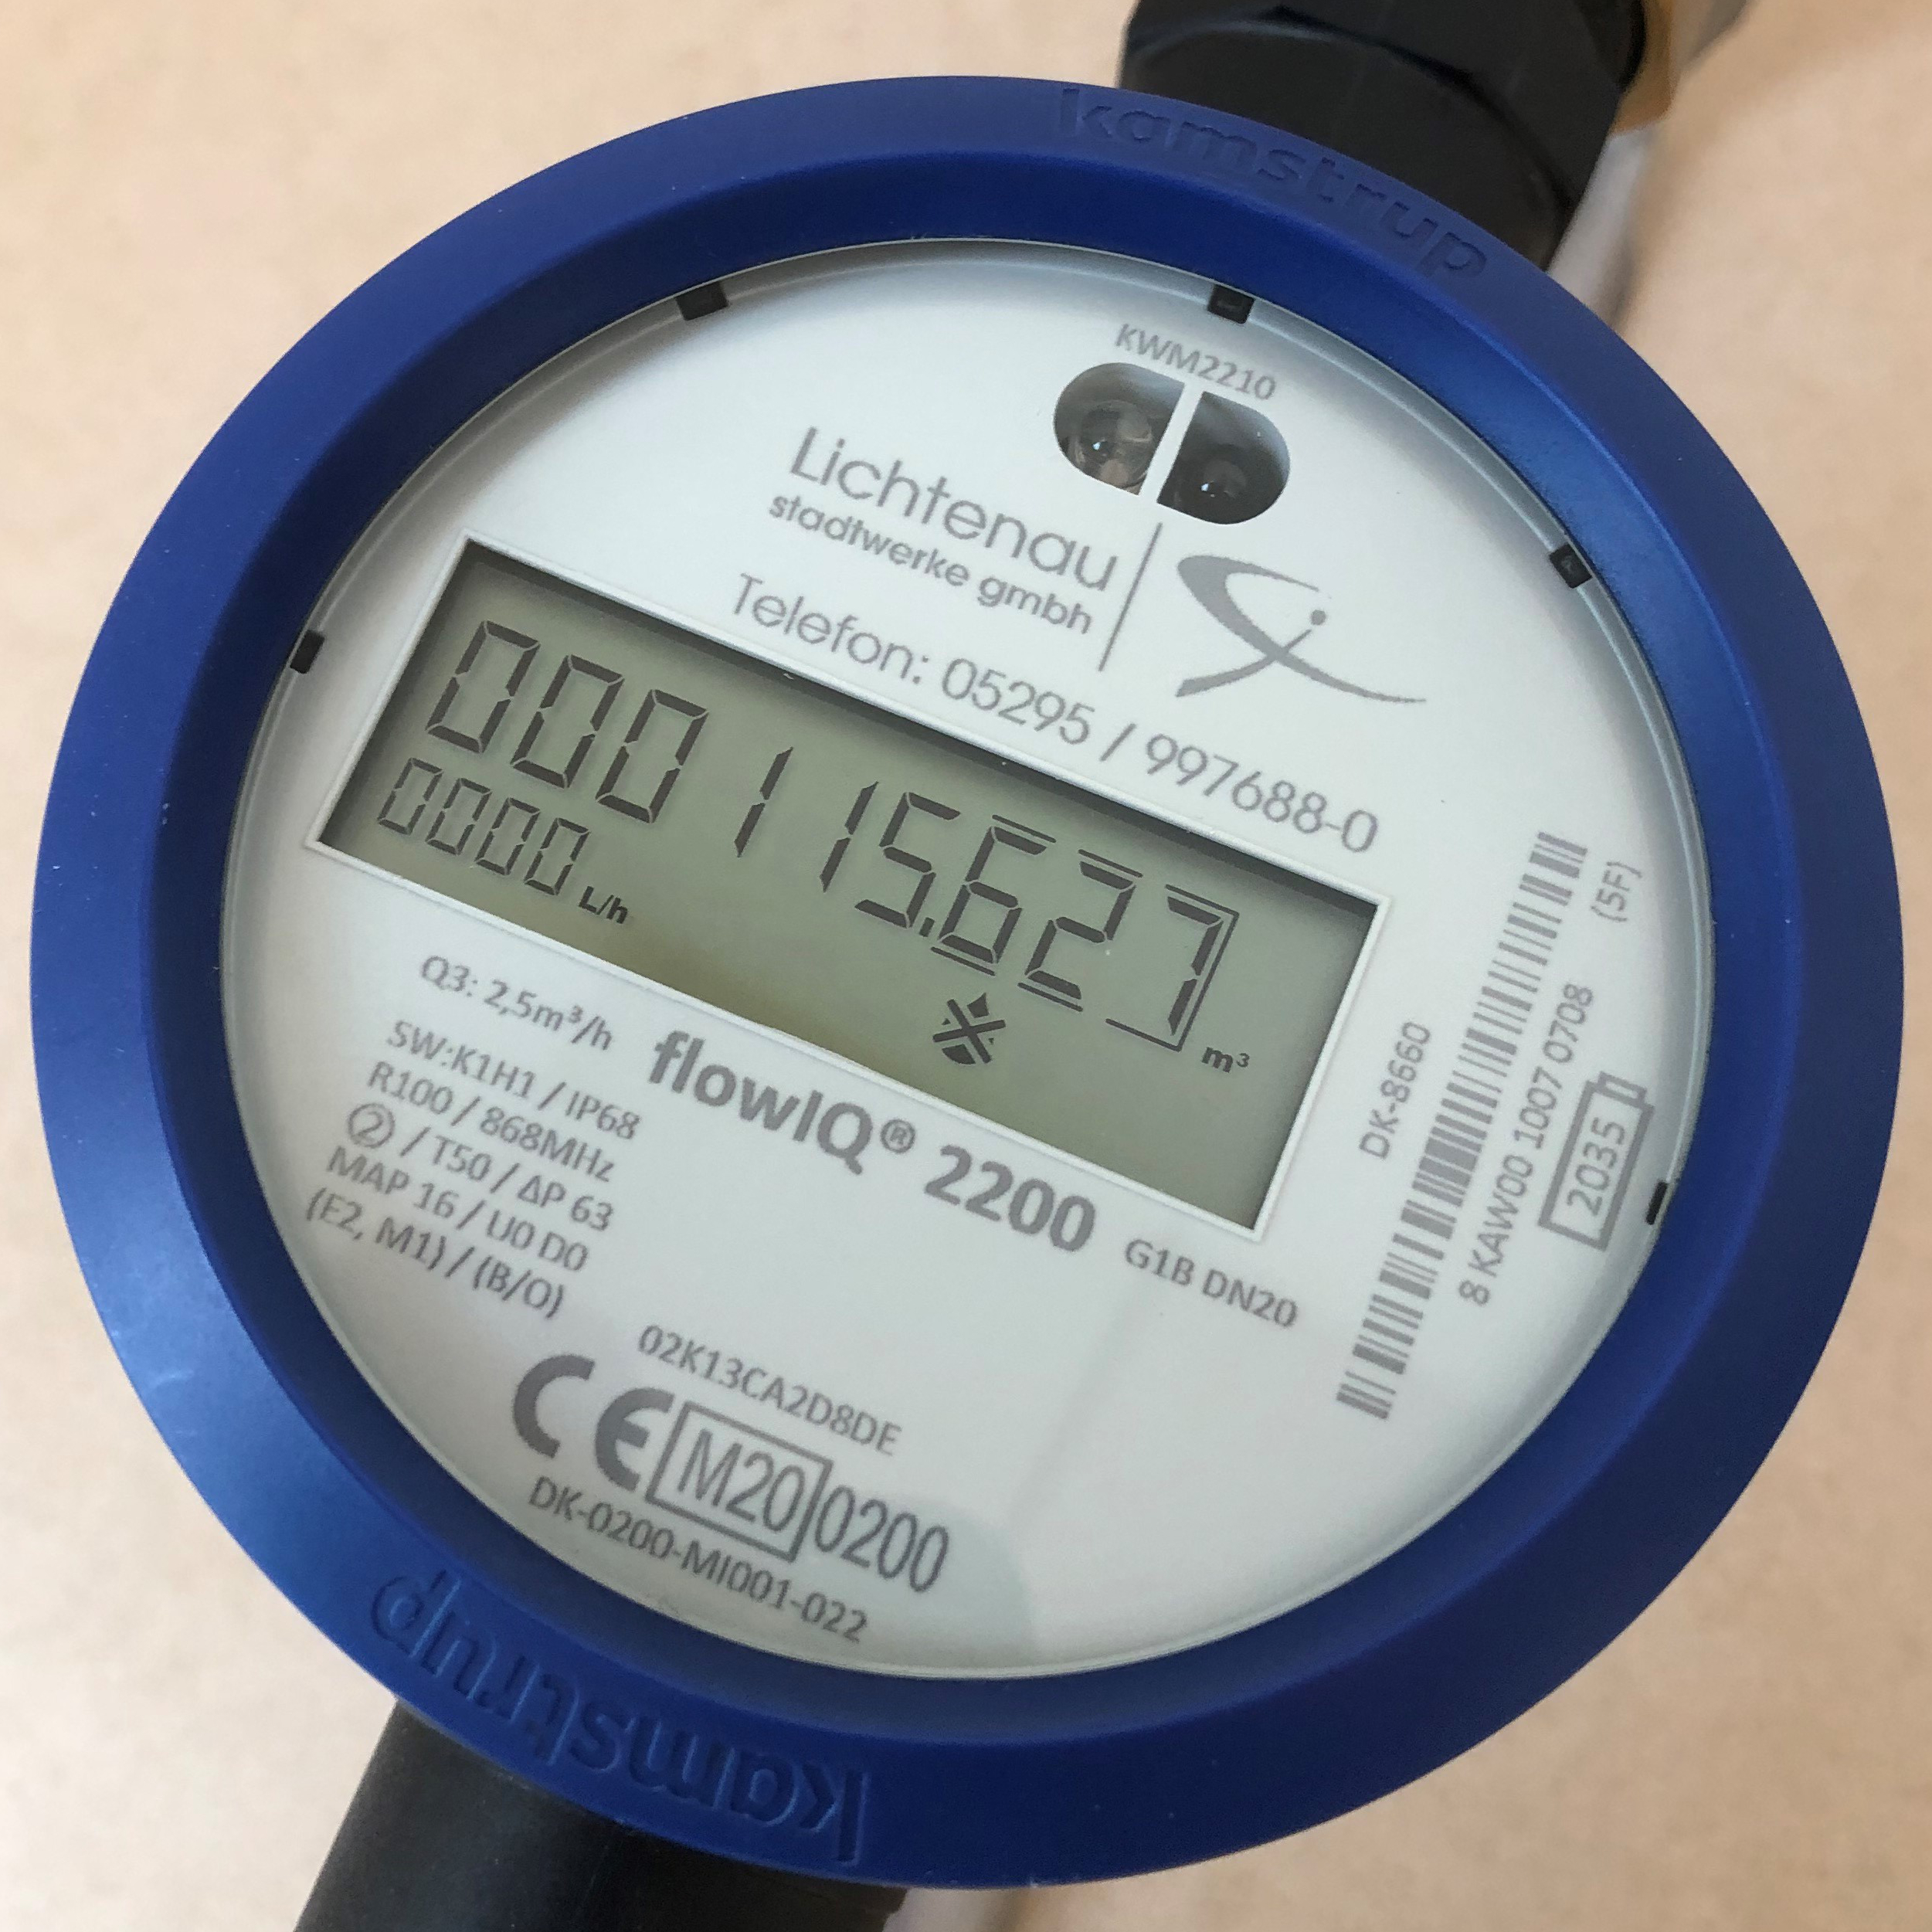 kamstrup
KWM2210
Lichtenau
stadtwerke gmbh
Telefon: 05295 / 997688-0
000115.627
m³
0000 L/h
Q3: 2,5m³/h
flowIQ® 2200
G1B DN20
SW:K1H1 / IP68
R100 / 868MHz
② / T50 / ΔP 63
MAP 16 / U0 D0
(E2, M1) / (B/O)
02K13CA2D8DE
CE M20 0200
DK-0200-MI001-022
DK-8660
8 KAW00 1007 0708
(5F)
2035
kamstrup